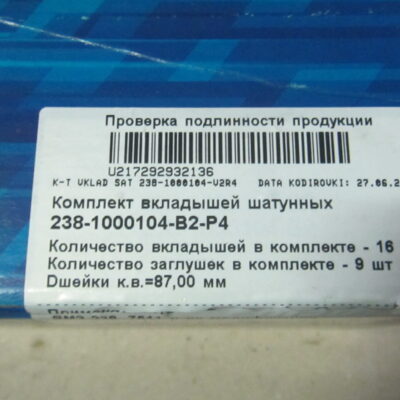 Проверка подлинности продукции
U217292932136
K-T VKLAD SAT 238-1000104-V2R4 DATA KODIROVKI: 27.06.2
Комплект вкладышей шатунных
238-1000104-В2-Р4
Количество вкладышей в комплекте - 16
Количество заглушек в комплекте - 9 шт
Dшейки к.в.=87,00 мм